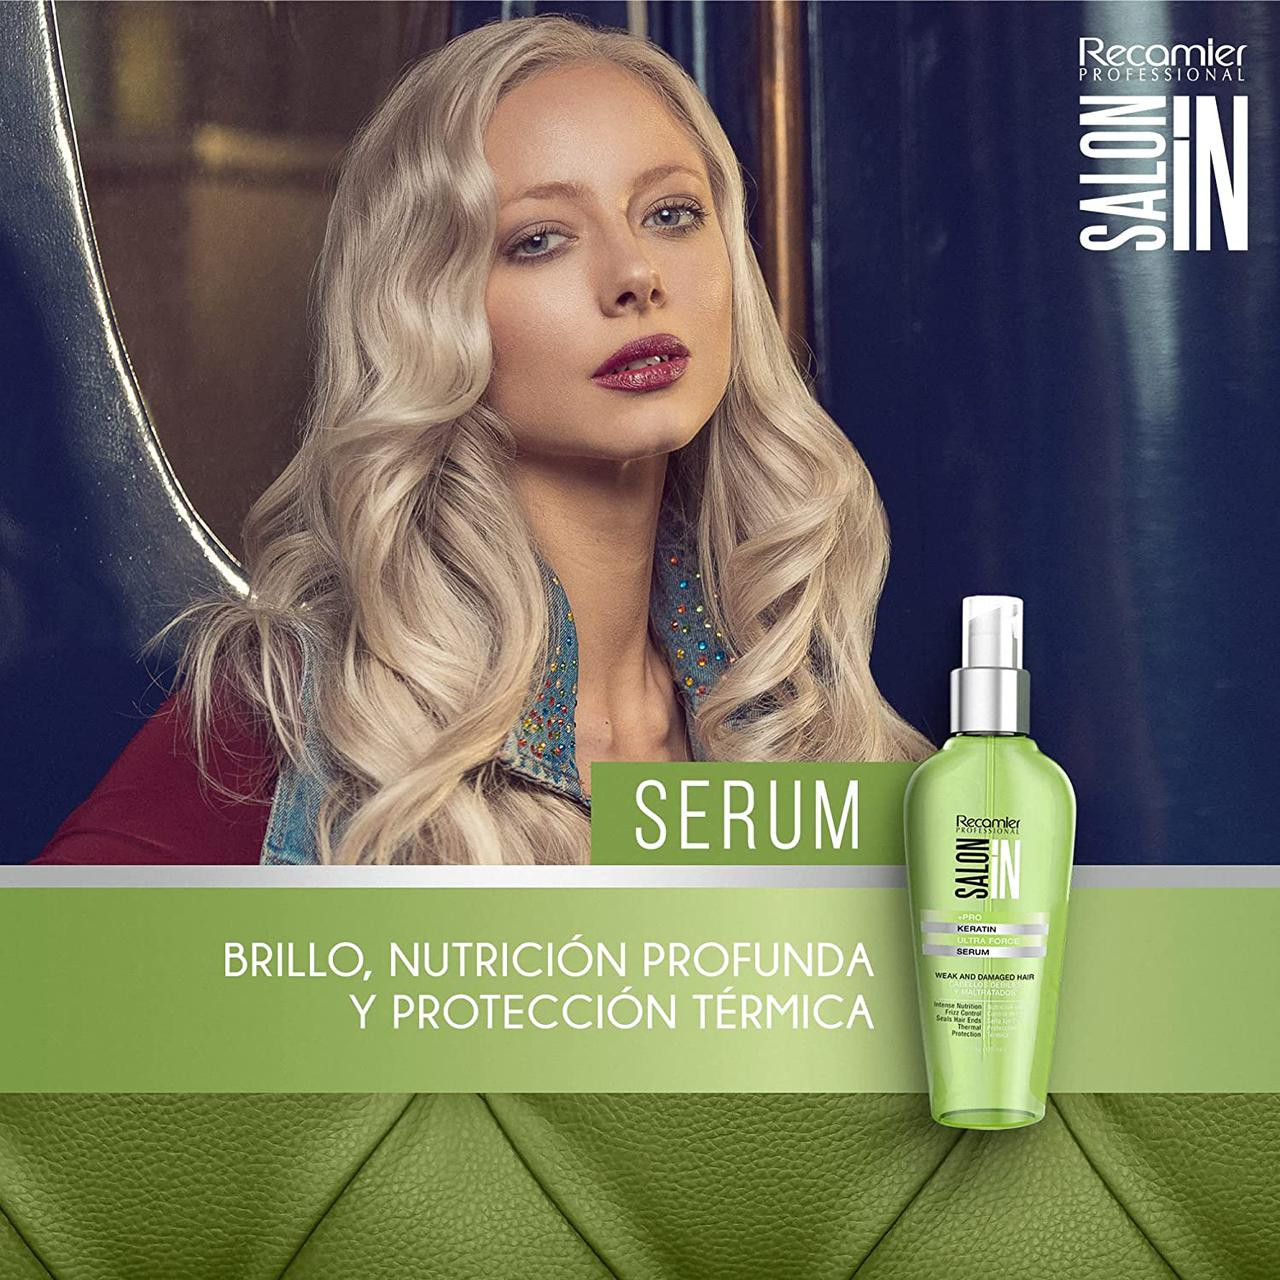 Recamier
PROFESSIONAL
SALON
iN
SERUM
BRILLO, NUTRICIÓN PROFUNDA
Y PROTECCIÓN TÉRMICA
Recamier
PROFESSIONAL
SALON
iN
+PRO
KERATIN
ULTRA FORCE
SERUM
WEAK AND DAMAGED HAIR
CABELLOS DÉBILES
Y MALTRATADOS
Intense Nutrition
Frizz Control
Seals Hair Ends
Thermal
Protection